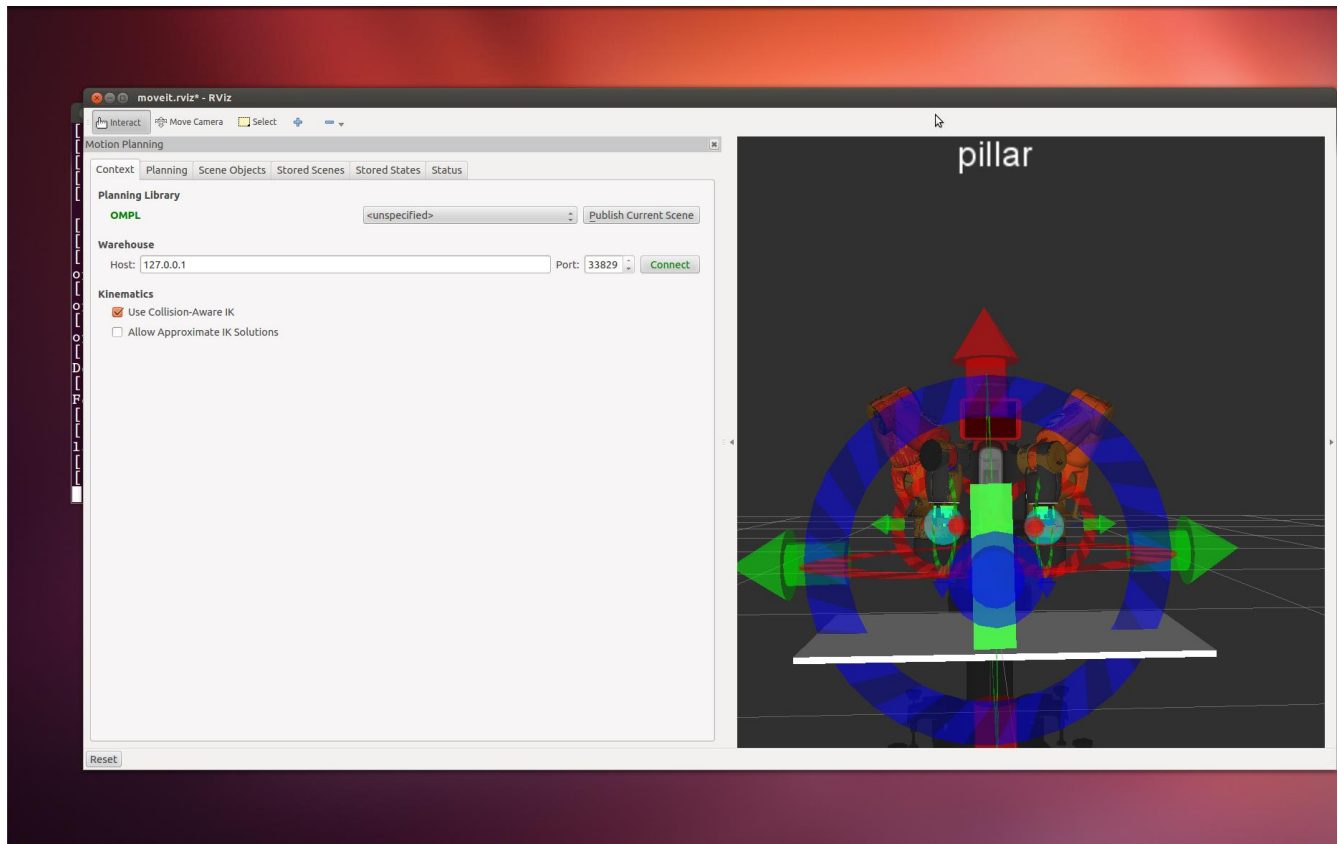 moveit.rviz* - RViz
Interact Move Camera Select
Motion Planning
pillar
Context Planning Scene Objects Stored Scenes Stored States Status
Planning Library
OMPL <unspecified> Publish Current Scene
Warehouse
Host: 127.0.0.1 Port: 33829 Connect
Kinematics
Use Collision-Aware IK
Allow Approximate IK Solutions
Reset